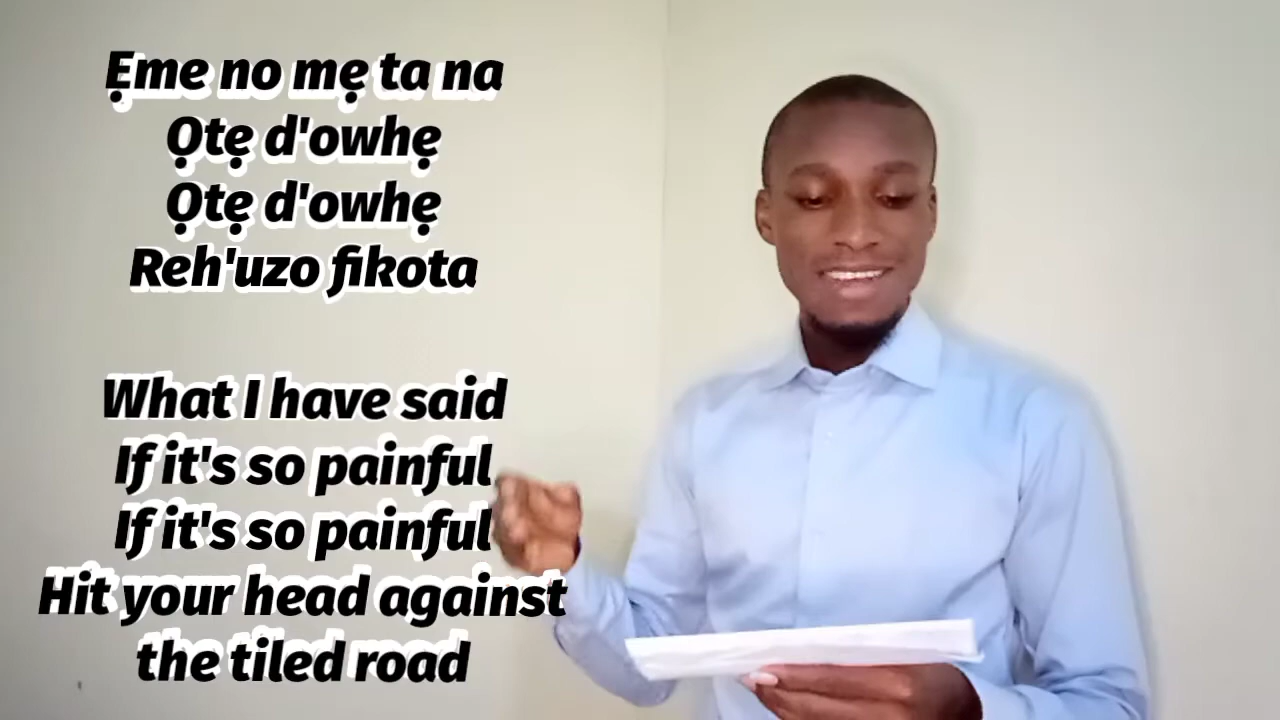 Ẹme no mẹ ta na
Ọtẹ d'owhẹ
Ọtẹ d'owhẹ
Reh'uzo fikota
What I have said
If it's so painful
If it's so painful
Hit your head against
the tiled road